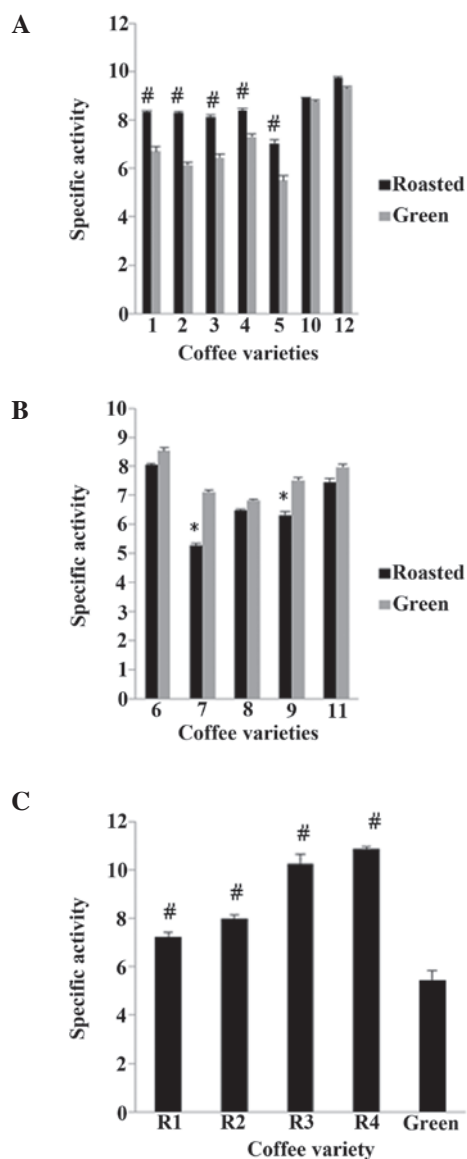 A
12
10
8
6
4
2
0
Specific activity
# # # # #
Roasted
Green
1 2 3 4 5 10 12
Coffee varieties
B
10
9
8
7
6
5
4
3
2
1
0
Specific activity
* *
Roasted
Green
6 7 8 9 11
Coffee varieties
C
12
10
8
6
4
2
0
Specific activity
# # # #
R1 R2 R3 R4 Green
Coffee variety